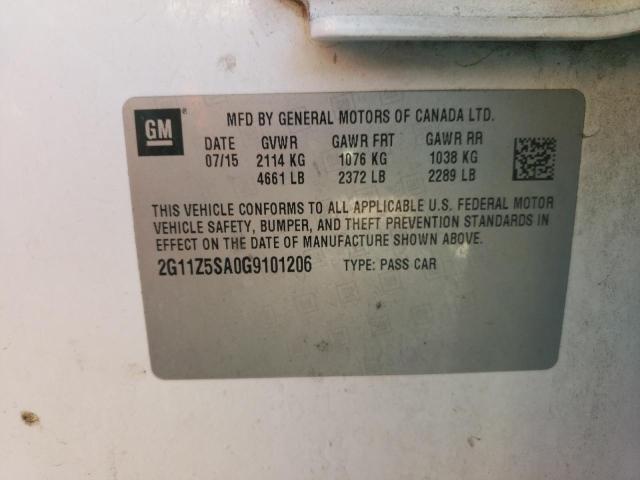 GM
MFD BY GENERAL MOTORS OF CANADA LTD.
DATE GVWR GAWR FRT GAWR RR
07/15 2114 KG 1076 KG 1038 KG
4661 LB 2372 LB 2289 LB
THIS VEHICLE CONFORMS TO ALL APPLICABLE U.S. FEDERAL MOTOR
VEHICLE SAFETY, BUMPER, AND THEFT PREVENTION STANDARDS IN
EFFECT ON THE DATE OF MANUFACTURE SHOWN ABOVE.
2G11Z5SA0G9101206 TYPE: PASS CAR